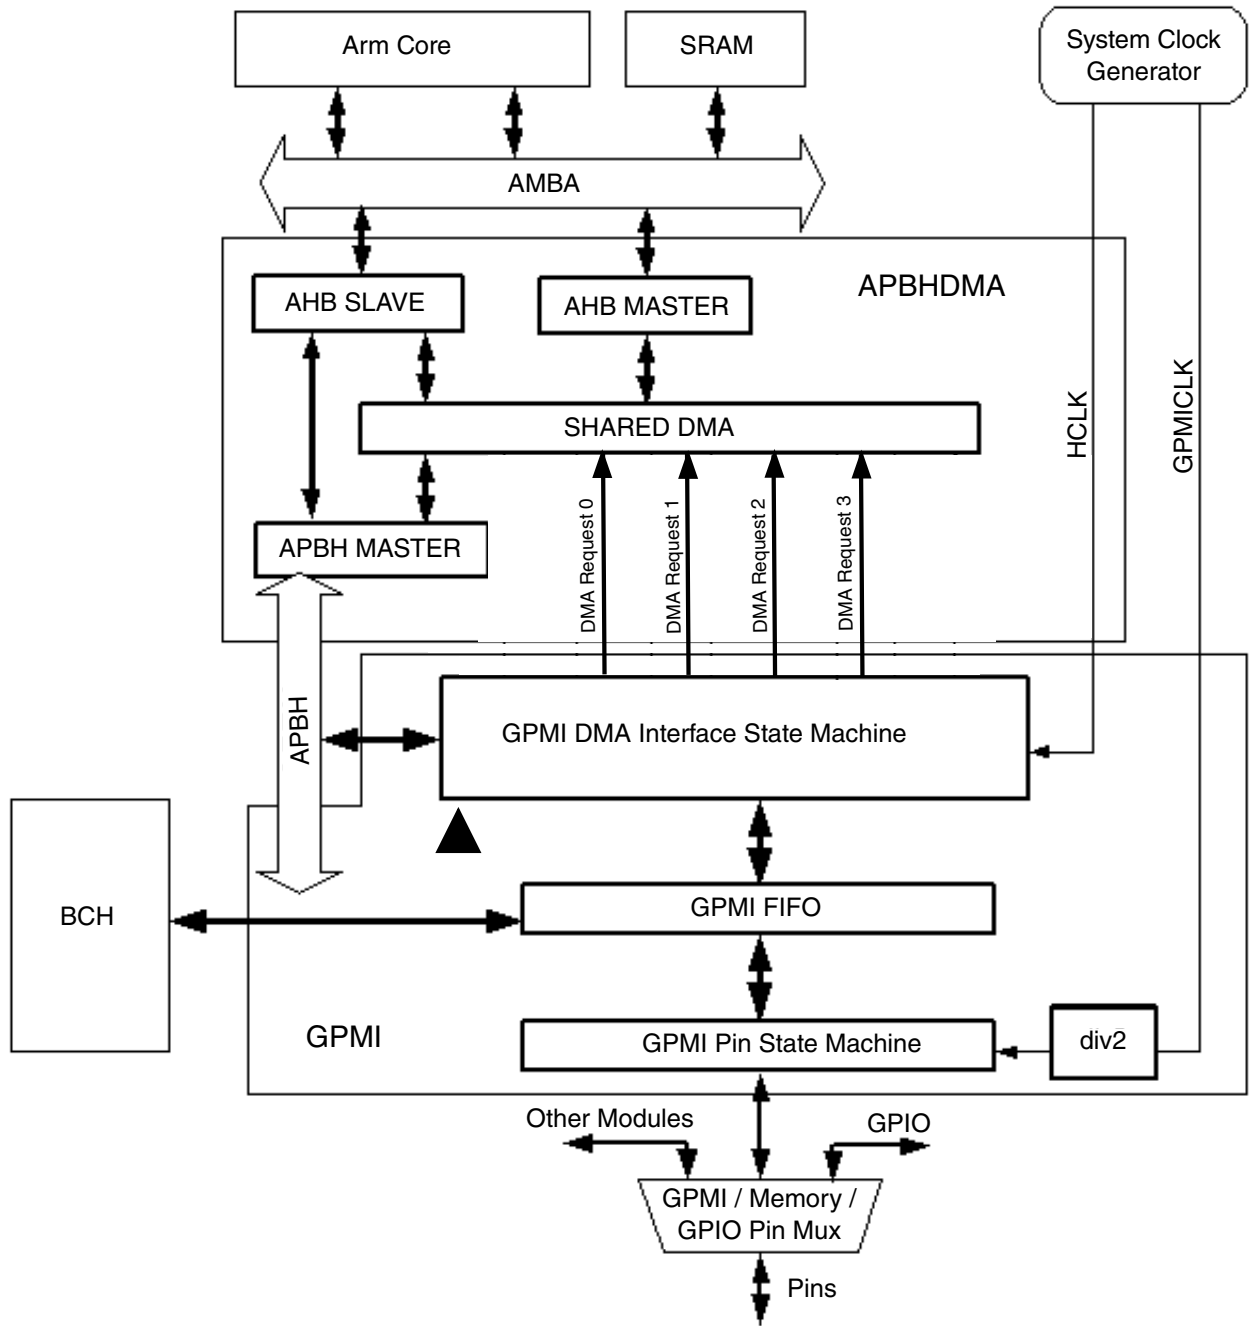 Arm Core
SRAM
System Clock
Generator
AMBA
APBHDMA
AHB SLAVE
AHB MASTER
SHARED DMA
HCLK
GPMICLK
DMA Request 0
DMA Request 1
DMA Request 2
DMA Request 3
APBH MASTER
APBH
GPMI DMA Interface State Machine
BCH
GPMI FIFO
GPMI
GPMI Pin State Machine
div2
Other Modules
GPIO
GPMI / Memory /
GPIO Pin Mux
Pins